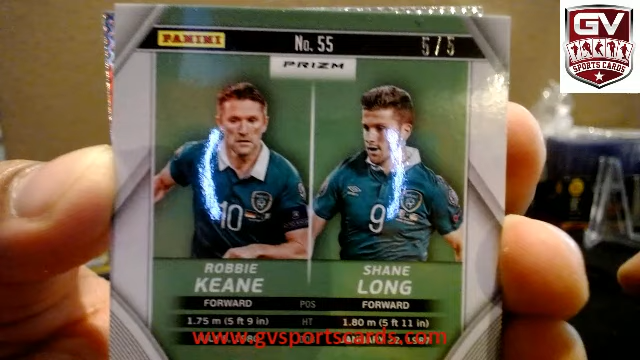 GV
SPORTS CARDS
PANINI No. 55 5/5
PRIZM
10 9
ROBBIE SHANE
KEANE LONG
FORWARD POS FORWARD
1.75 m (5 ft 9 in) HT 1.80 m (5 ft 11 in)
www.gvsportscards.com